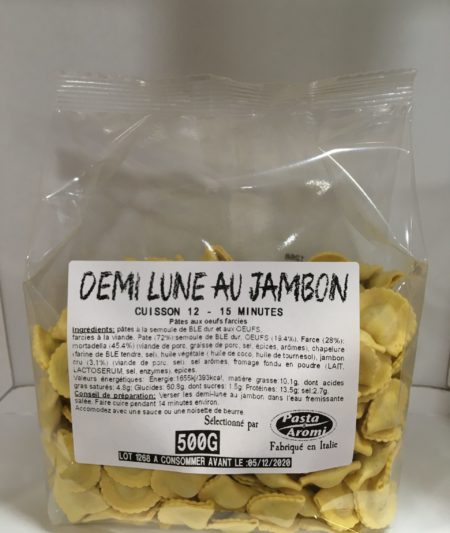 DEMI LUNE AU JAMBON
CUISSON 12 - 15 MINUTES
Pâtes aux oeufs farcies
Ingrédients: pâtes à la semoule de BLE dur et aux OEUFS,
farcies à la viande. Pate (72%)(semoule de BLE dur, OEUFS (19.4%). Farce (28%):
mortadella (45.4%) (viande de porc, graisse de porc, sel, épices, arômes), chapelure
(farine de BLE tendre, sel), huile végétale ( huile de coco, huile de tournesol), jambon
cru (3,1%) (viande de porc, sel) sel, arômes, fromage fondu en poudre (LAIT,
LACTOSERUM, sel, enzymes), épices.
Valeurs énergétiques: Énergie:1655kj/393kcal, matière grasse:10.1g, dont acides
gras saturés: 4.8g; Glucides: 60.8g, dont sucres: 1.5g; Protéines: 13.5g; sel:2.7g.
Conseil de préparation: Verser les demi-lune au jambon dans l'eau frémissante
salée. Faire cuire pendant 14 minutes environ.
Accomodez avec une sauce ou une noisette de beurre.
Sélectionné par
Pasta
Aromi
500G
Fabriqué en Italie
LOT 1268 A CONSOMMER AVANT LE :05/12/2020